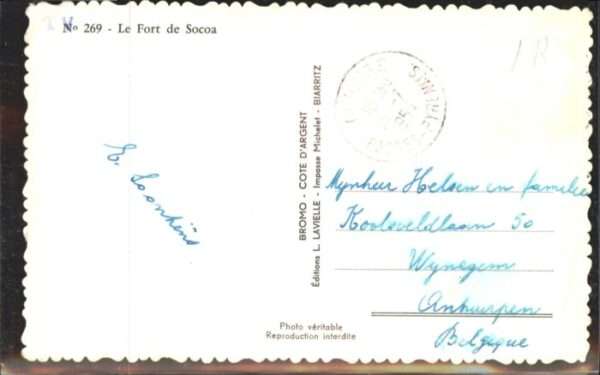 No 269 - Le Fort de Socoa
BROMO - COTE D'ARGENT
Éditions L. LAVIELLE - Impasse Michelet - BIARRITZ
Photo véritable
Reproduction interdite
Mynheer Helsen en familie
Koolsveldlaan 50
Wynegem
Antwerpen
Belgique